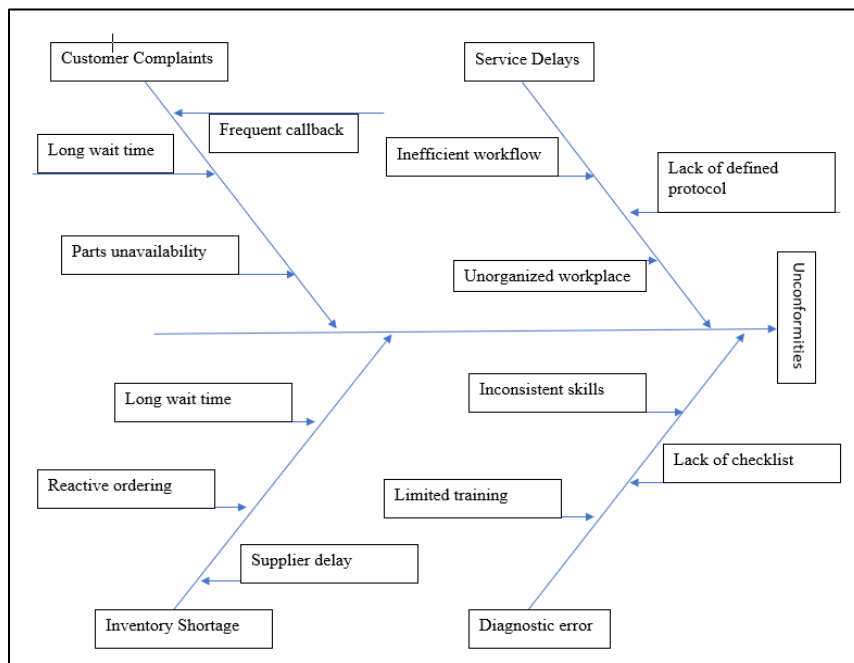 Customer Complaints
Service Delays
Frequent callback
Long wait time
Inefficient workflow
Lack of defined
protocol
Parts unavailability
Unorganized workplace
Unconformities
Long wait time
Inconsistent skills
Lack of checklist
Reactive ordering
Limited training
Supplier delay
Inventory Shortage
Diagnostic error